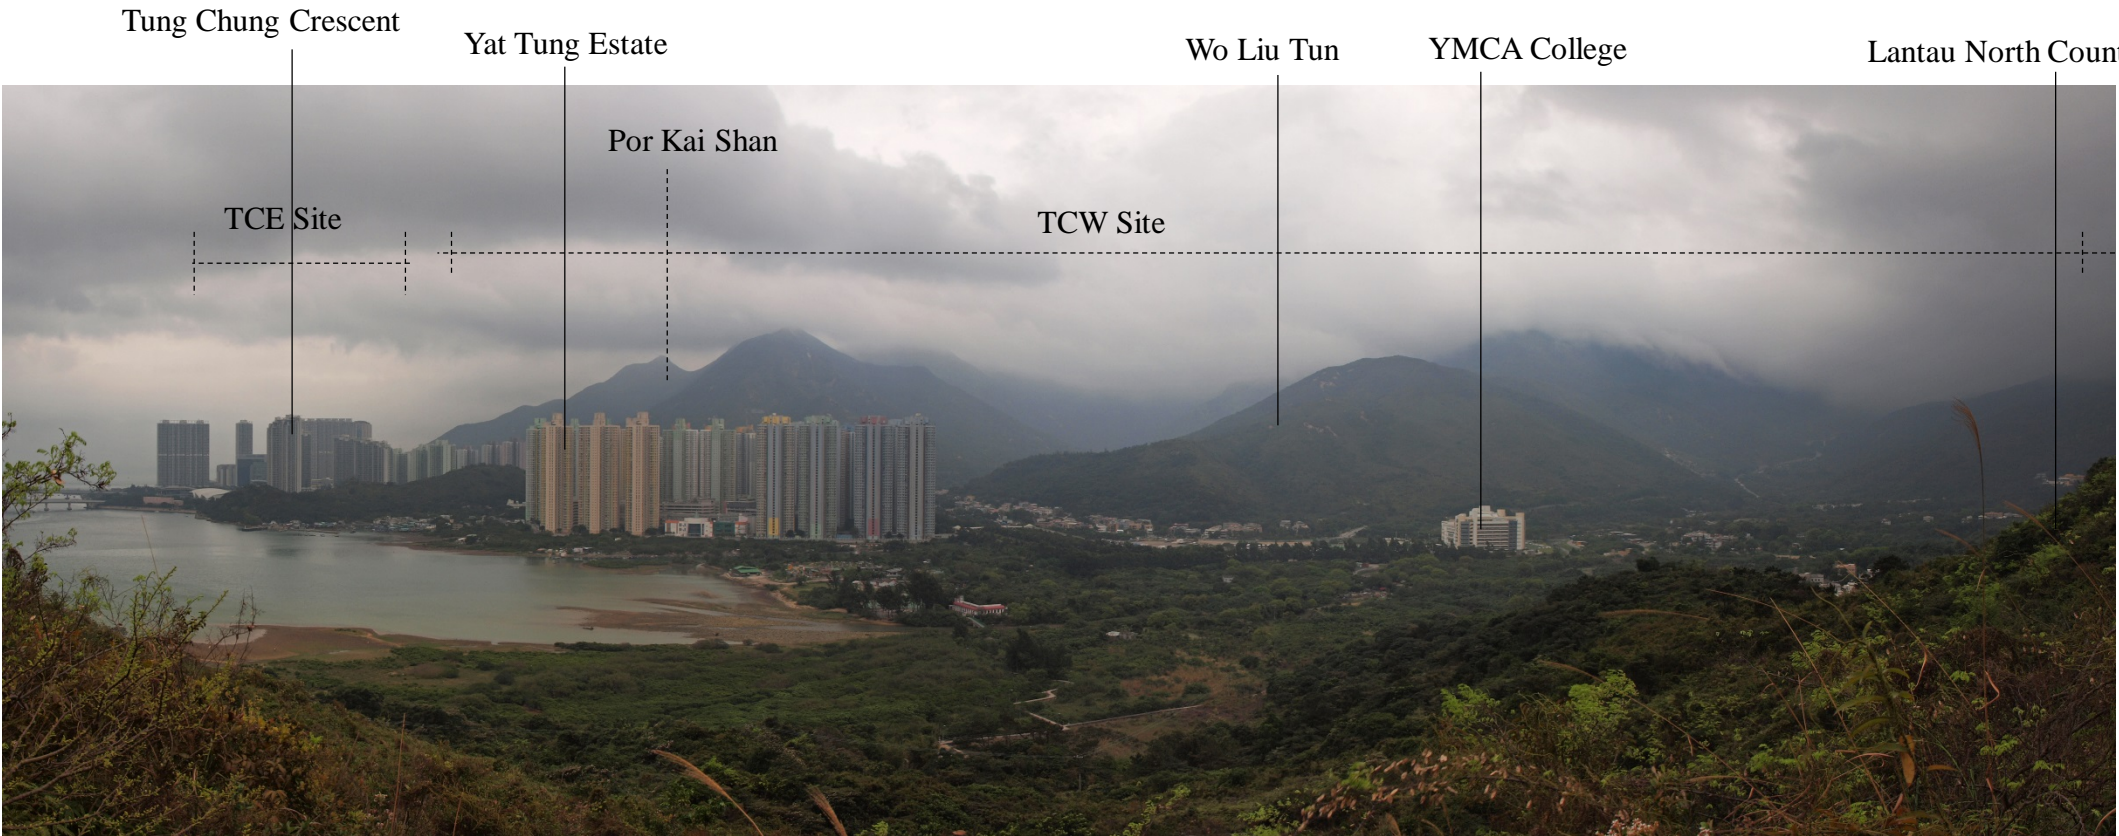 Tung Chung Crescent
Yat Tung Estate
Wo Liu Tun
YMCA College
Lantau North
Por Kai Shan
TCE Site
TCW Site